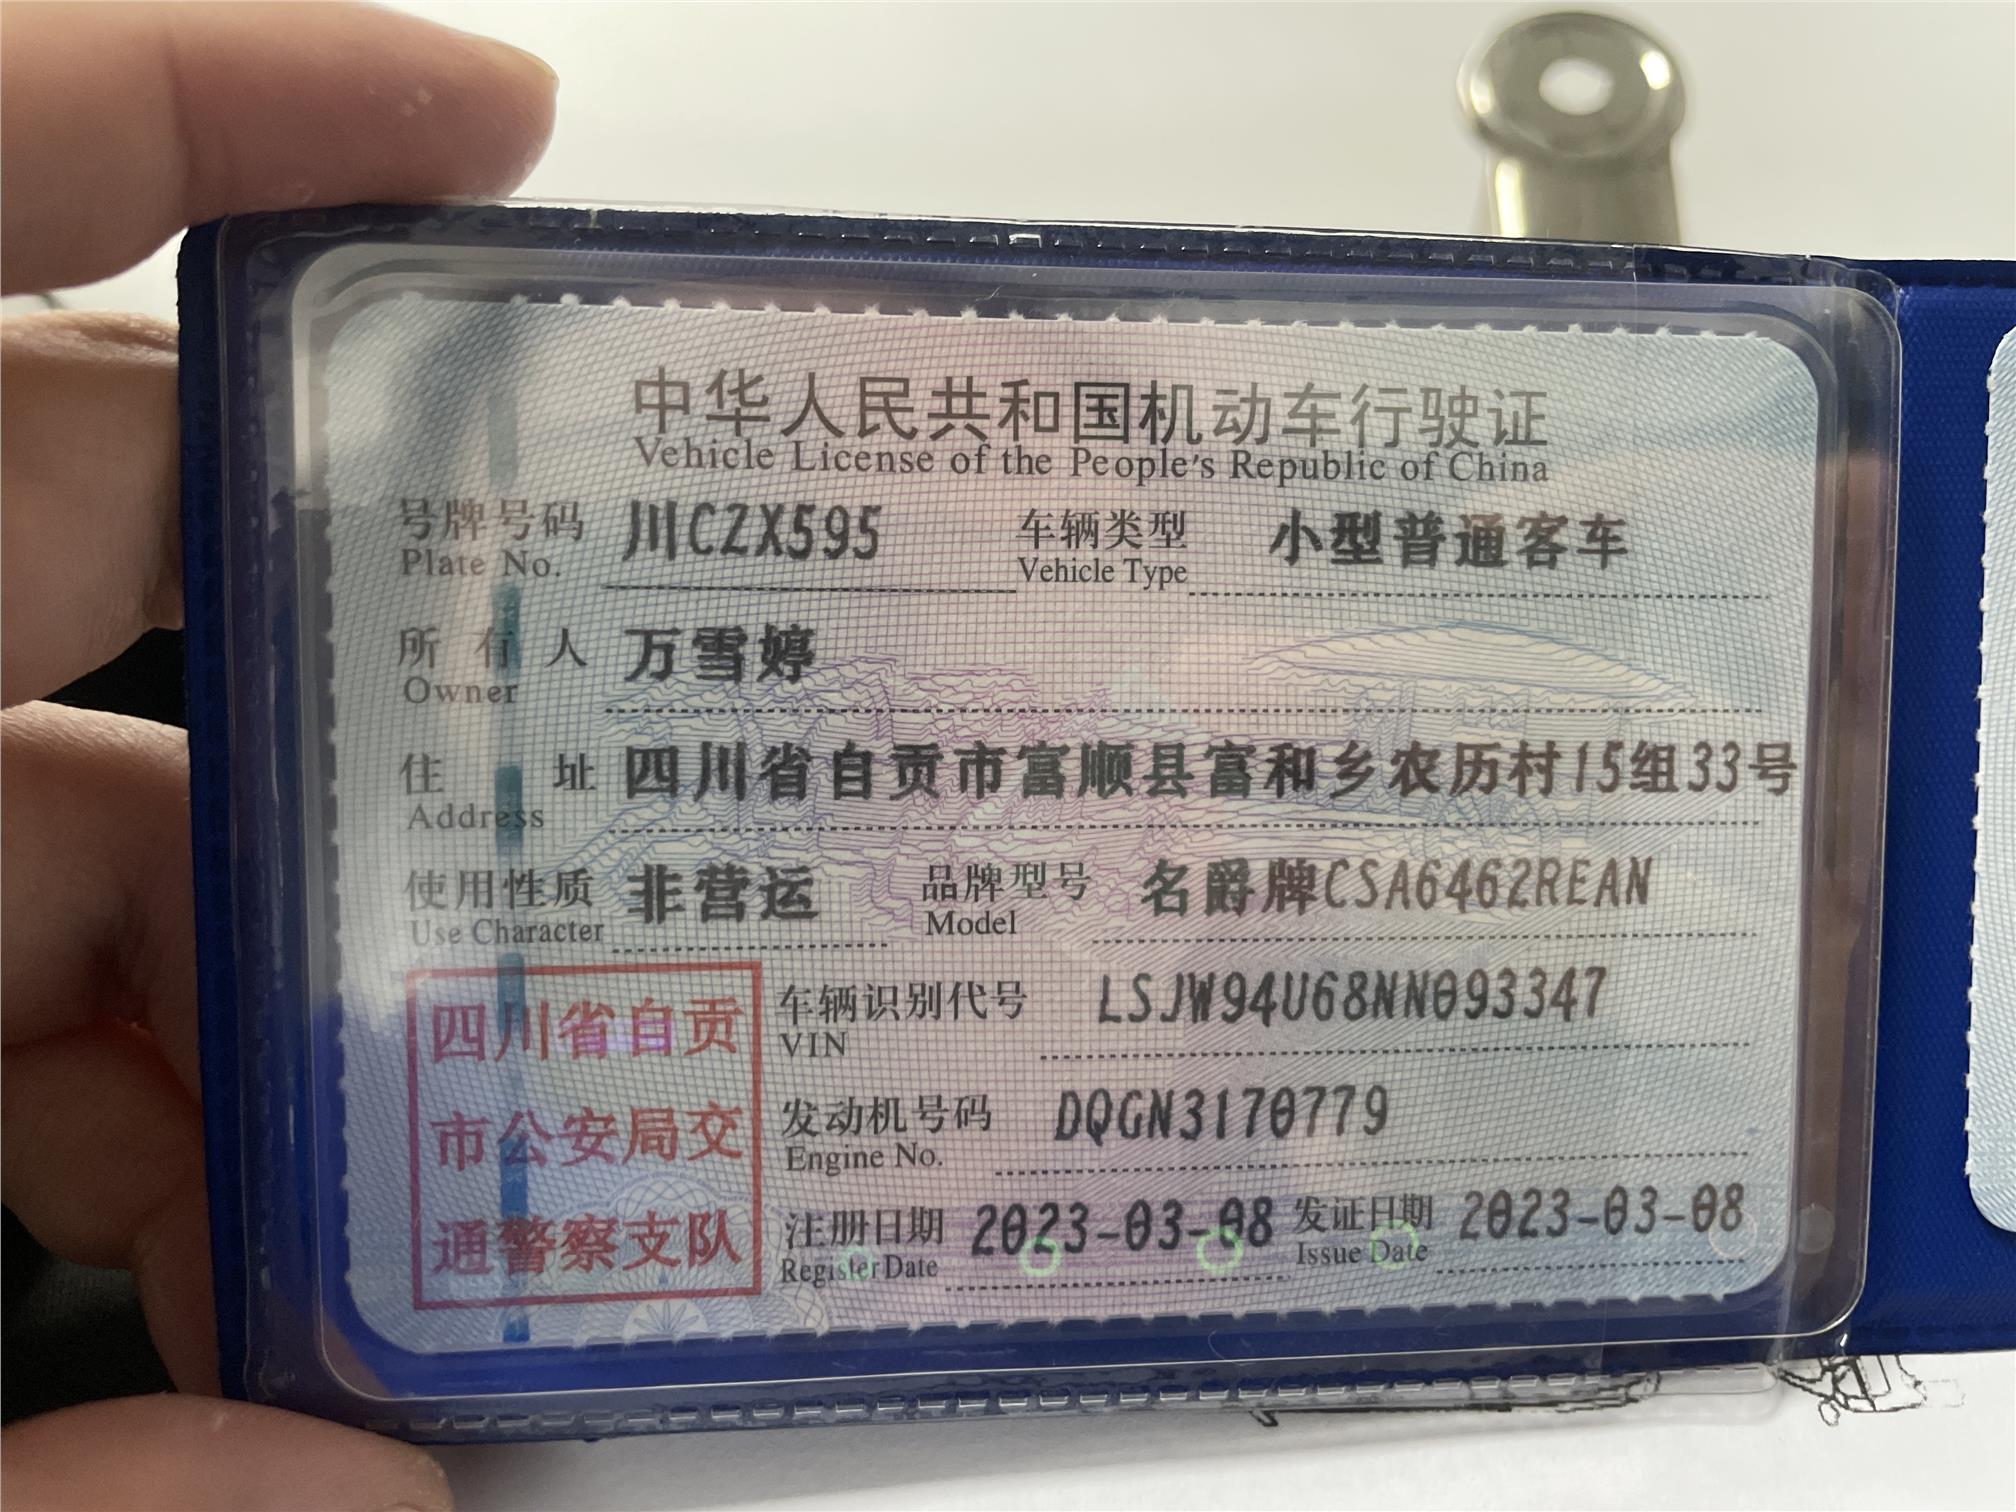 中华人民共和国机动车行驶证
Vehicle License of the People's Republic of China
号牌号码 川CZX595 车辆类型 小型普通客车
Plate No. Vehicle Type
所有人 万雪婷
Owner
住址 四川省自贡市富顺县富和乡农历村15组33号
Address
使用性质 非营运 品牌型号 名爵牌CSA6462REAN
Use Character Model
四川省自贡
市公安局交
通警察支队
车辆识别代号 LSJW94U68NN093347
VIN
发动机号码 DQGN3170779
Engine No.
注册日期 2023-03-08 发证日期 2023-03-08
Register Date Issue Date